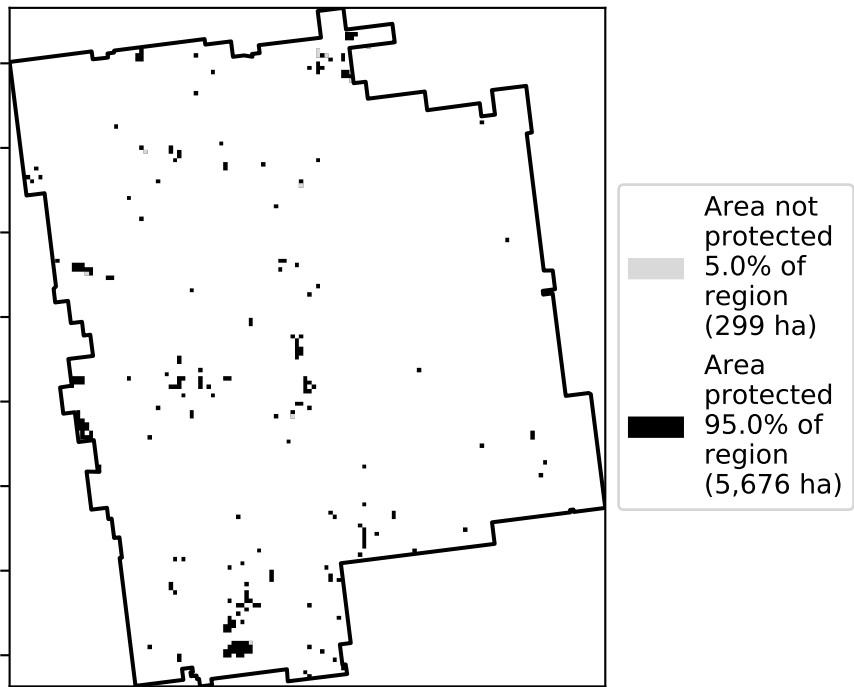 Area not
protected
5.0% of
region
(299 ha)
Area
protected
95.0% of
region
(5,676 ha)